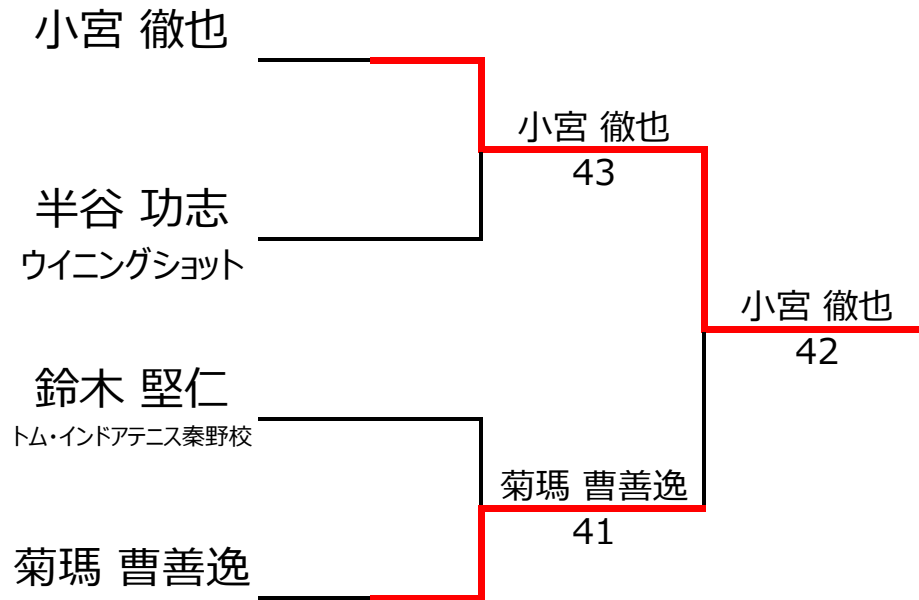 小宮 徹也
小宮 徹也
43
半谷 功志
ウイニングショット
小宮 徹也
42
鈴木 堅仁
トム・インドアテニス秦野校
菊瑪 曹善逸
41
菊瑪 曹善逸